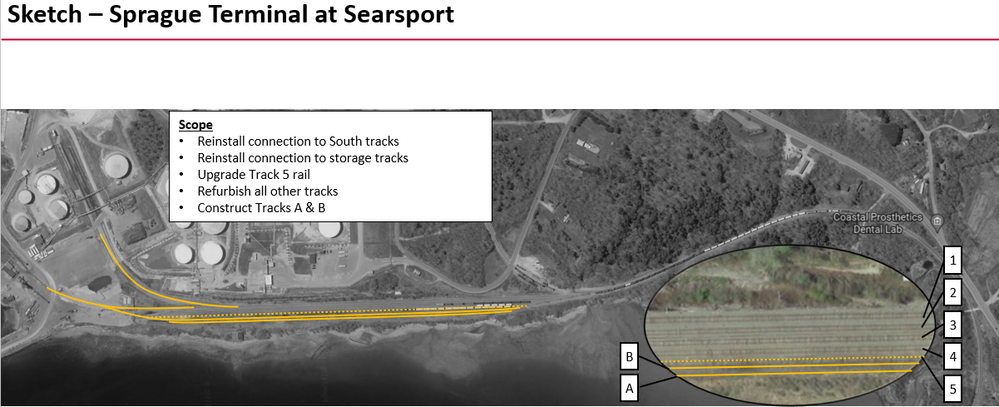 Sketch – Sprague Terminal at Searsport
Scope
• Reinstall connection to South tracks
• Reinstall connection to storage tracks
• Upgrade Track 5 rail
• Refurbish all other tracks
• Construct Tracks A & B
Coastal Prosthetics
Dental Lab
1
2
3
4
5
B
A